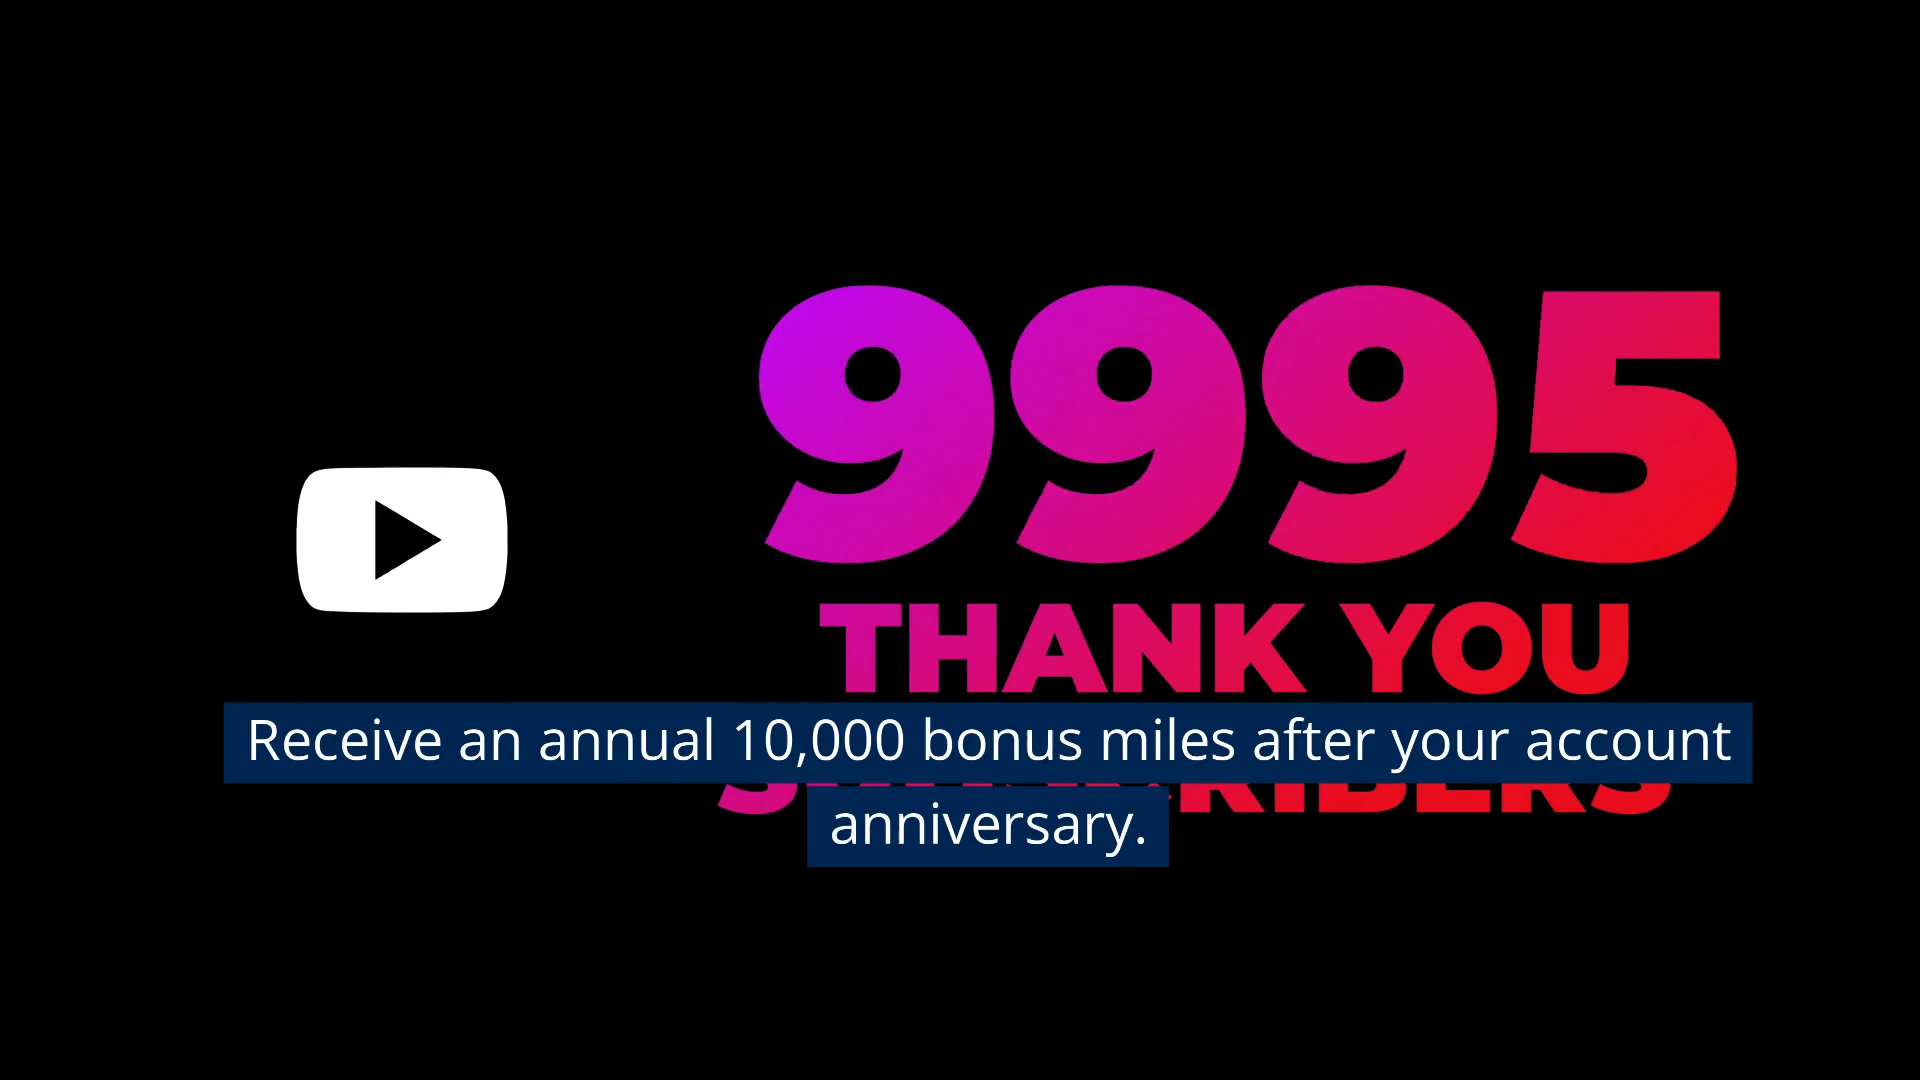 9995
THANK YOU
Receive an annual 10,000 bonus miles after your account
anniversary.